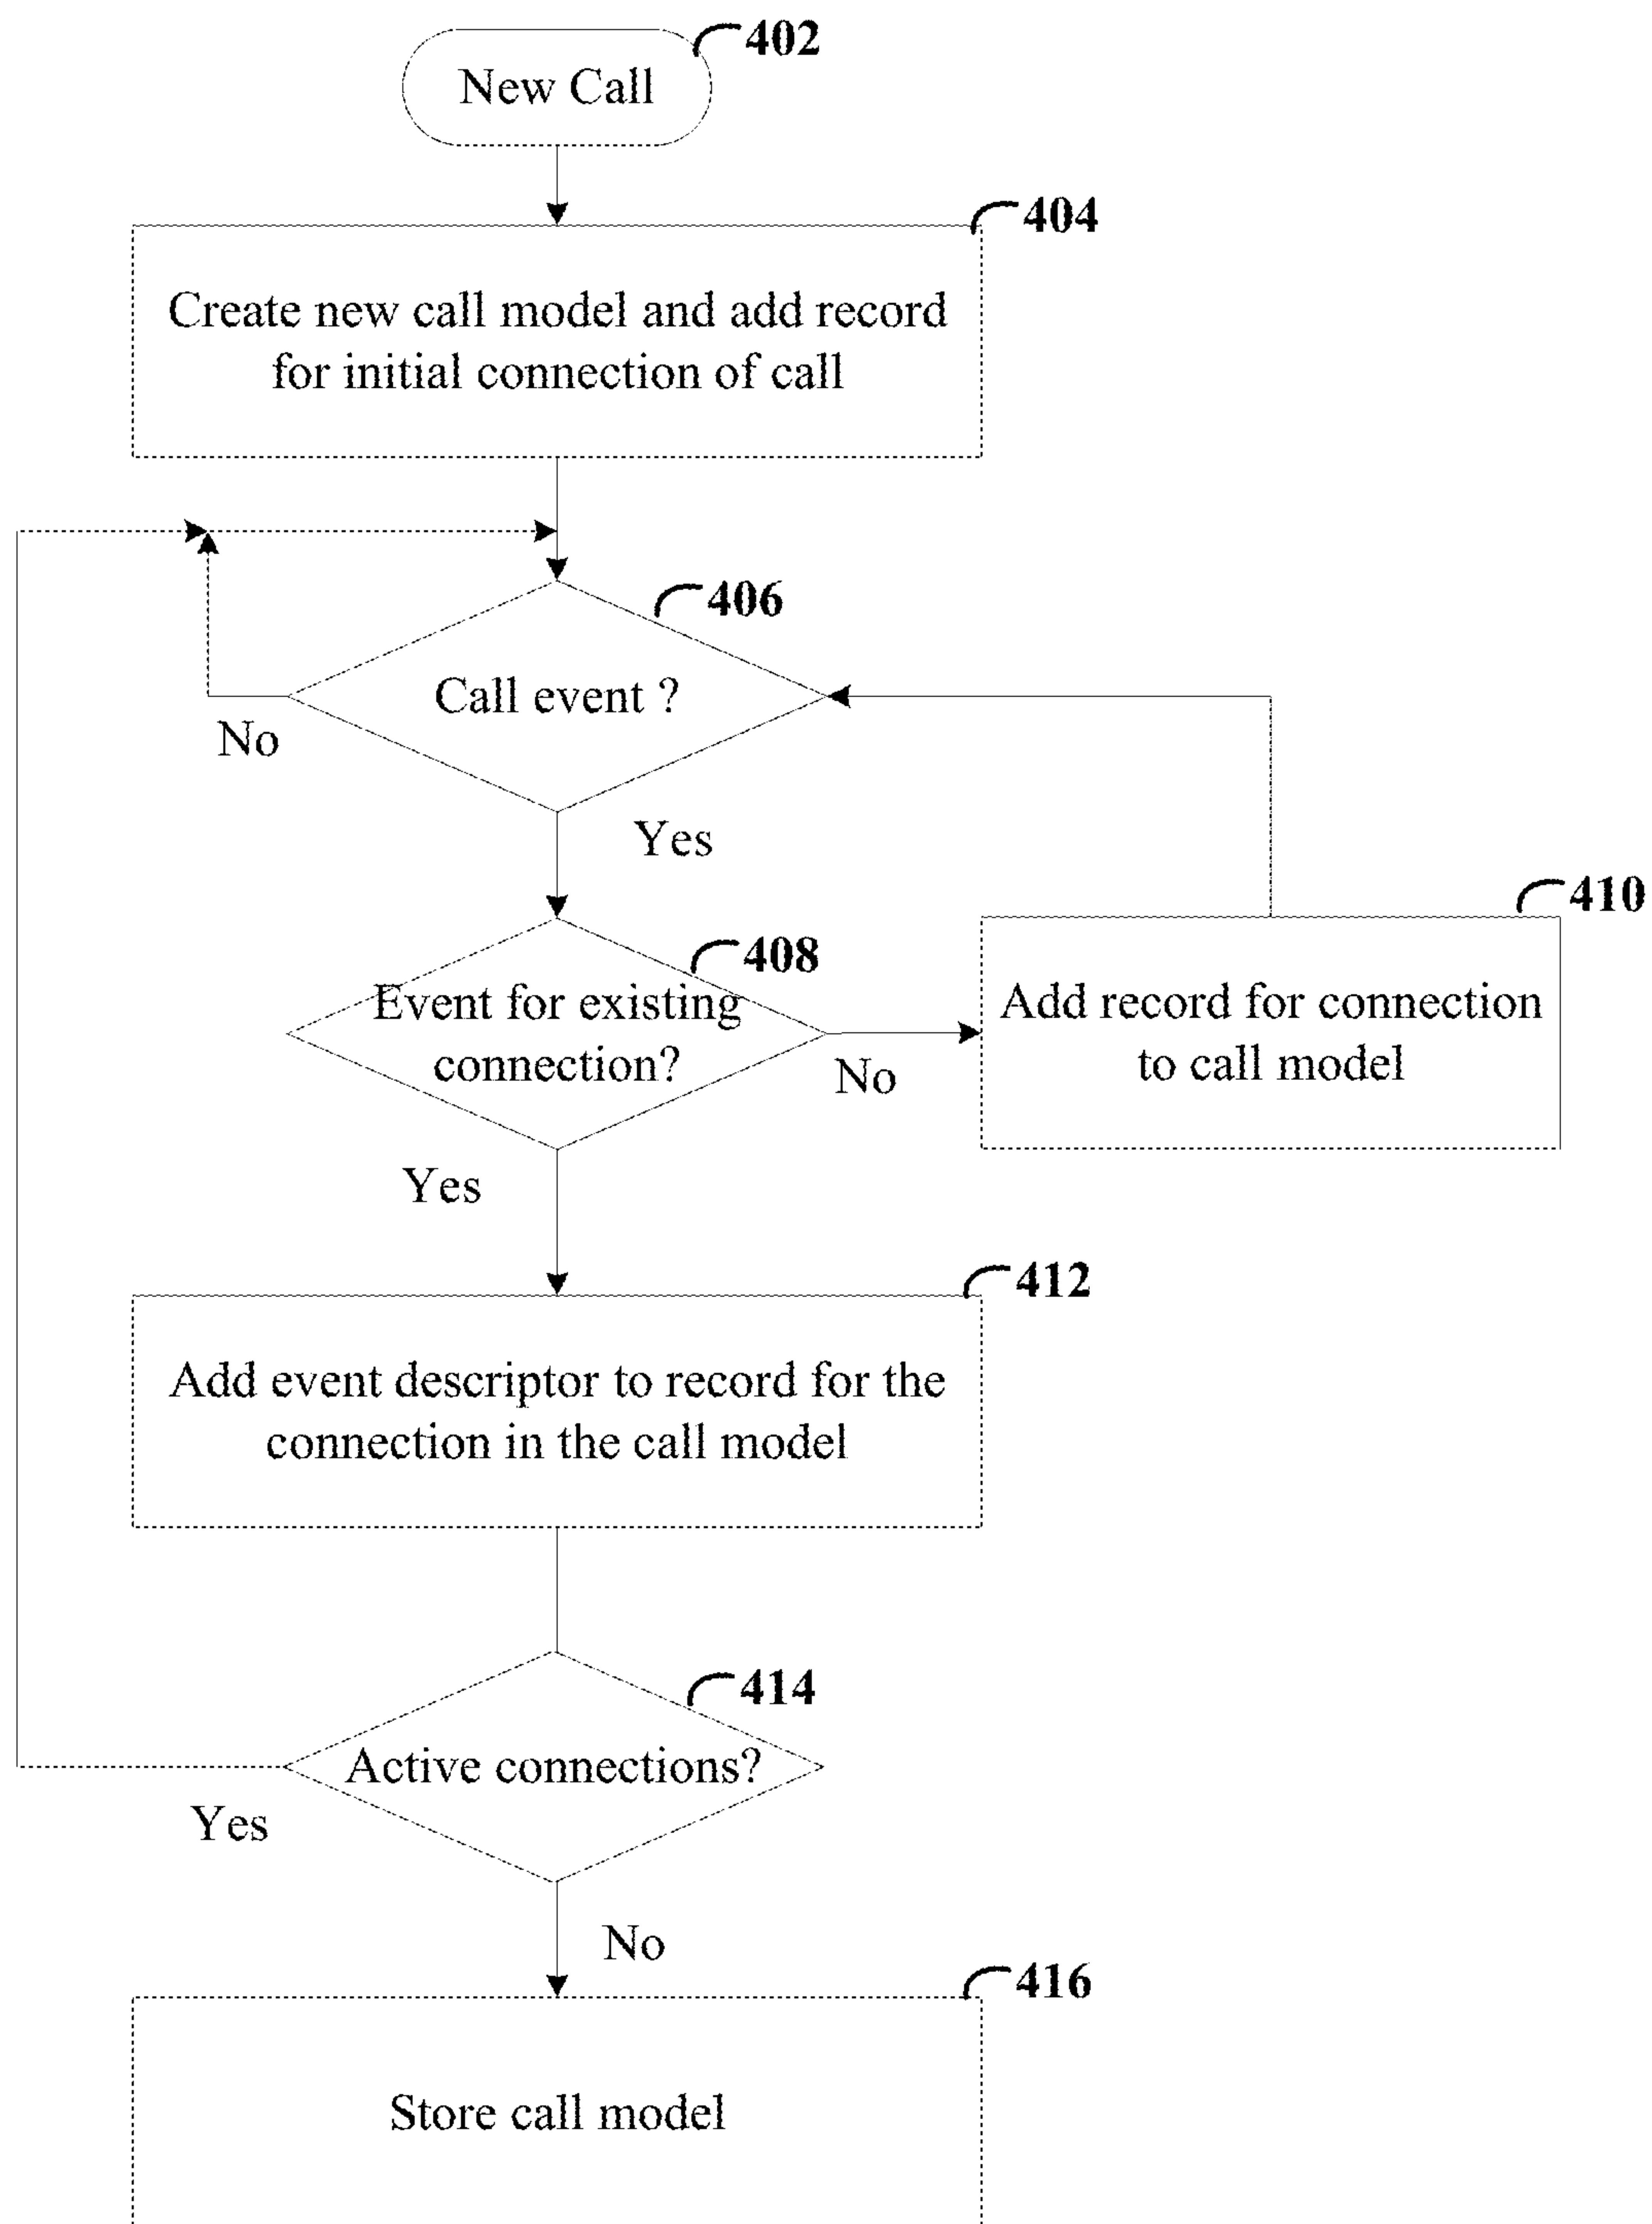 402
New Call
404
Create new call model and add record
for initial connection of call
406
Call event ?
No
Yes
408
Event for existing
connection?
No
410
Add record for connection
to call model
Yes
412
Add event descriptor to record for the
connection in the call model
414
Active connections?
Yes
No
416
Store call model